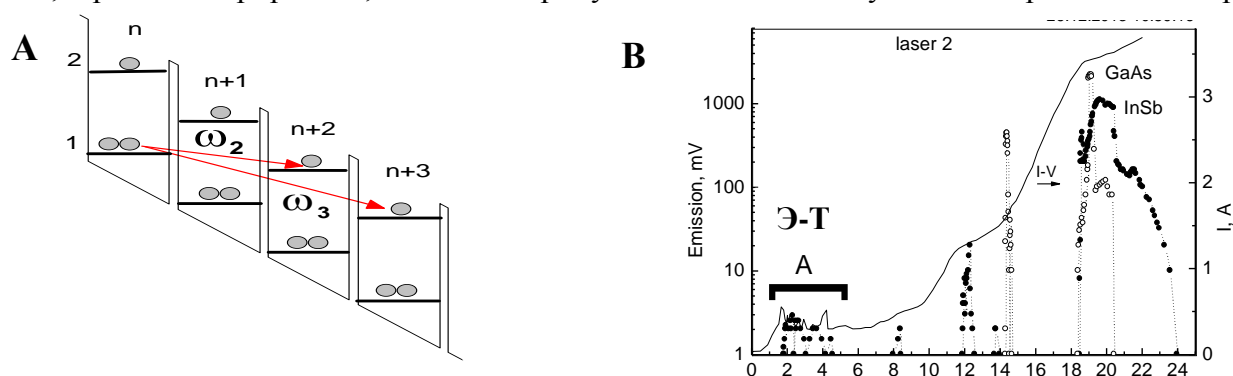 A
n
2
n+1
ω2
n+2
1
n+3
ω3
B
laser 2
GaAs
InSb
I-V
Э-Т
A
Emission, mV
1000
100
10
1
I, A
3
2
1
0
0 2 4 6 8 10 12 14 16 18 20 22 24